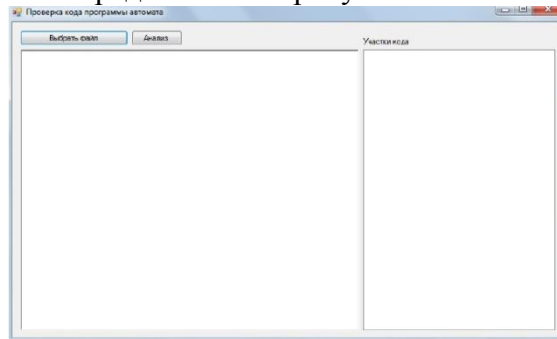 Проверка кода программы автомата
Выбрать файл
Анализ
Участки кода